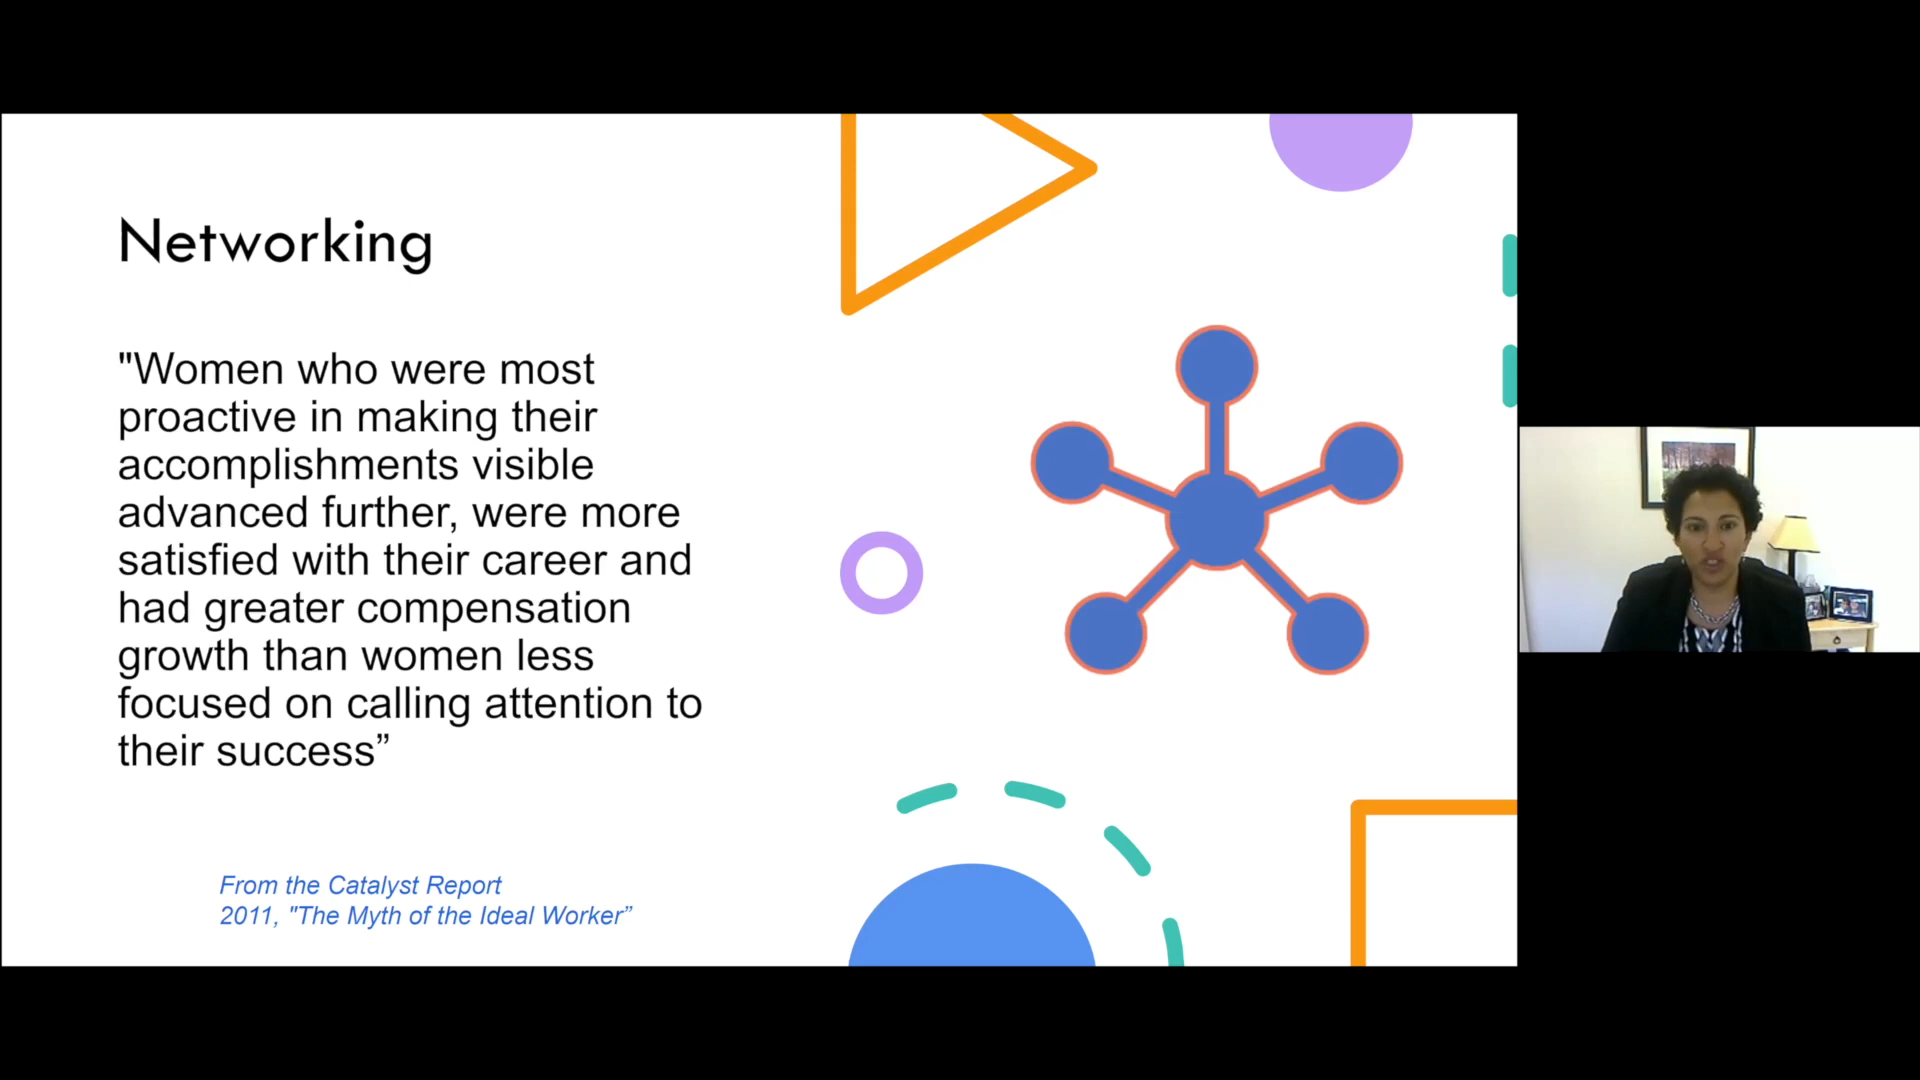 Networking
"Women who were most
proactive in making their
accomplishments visible
advanced further, were more
satisfied with their career and
had greater compensation
growth than women less
focused on calling attention to
their success”
From the Catalyst Report
2011, "The Myth of the Ideal Worker”